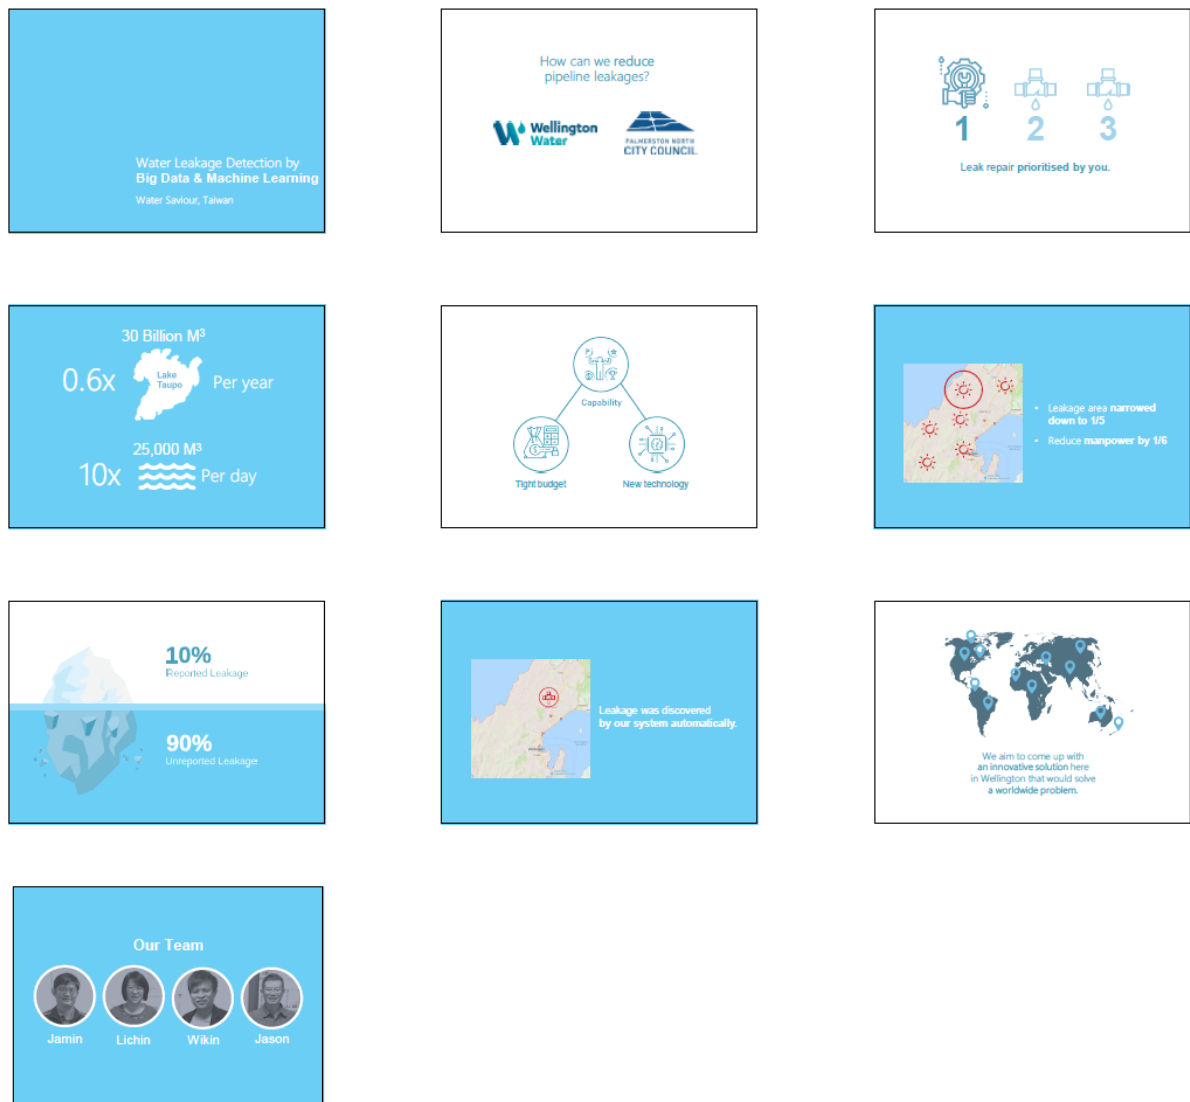 Water Leakage Detection by
Big Data & Machine Learning
Water Saviour, Taiwan
How can we reduce
pipeline leakages?
Wellington
Water
PALMERSTON NORTH
CITY COUNCIL
1
2
3
Leak repair prioritised by you.
30 Billion M³
0.6x
Lake
Taupo
Per year
25,000 M³
10x
Per day
Capability
Tight budget
New technology
• Leakage area narrowed
down to 1/5
• Reduce manpower by 1/6
10%
Reported Leakage
90%
Unreported Leakage
Leakage was discovered
by our system automatically.
We aim to come up with
an innovative solution here
in Wellington that would solve
a worldwide problem.
Our Team
Jamin
Lichin
Wikin
Jason